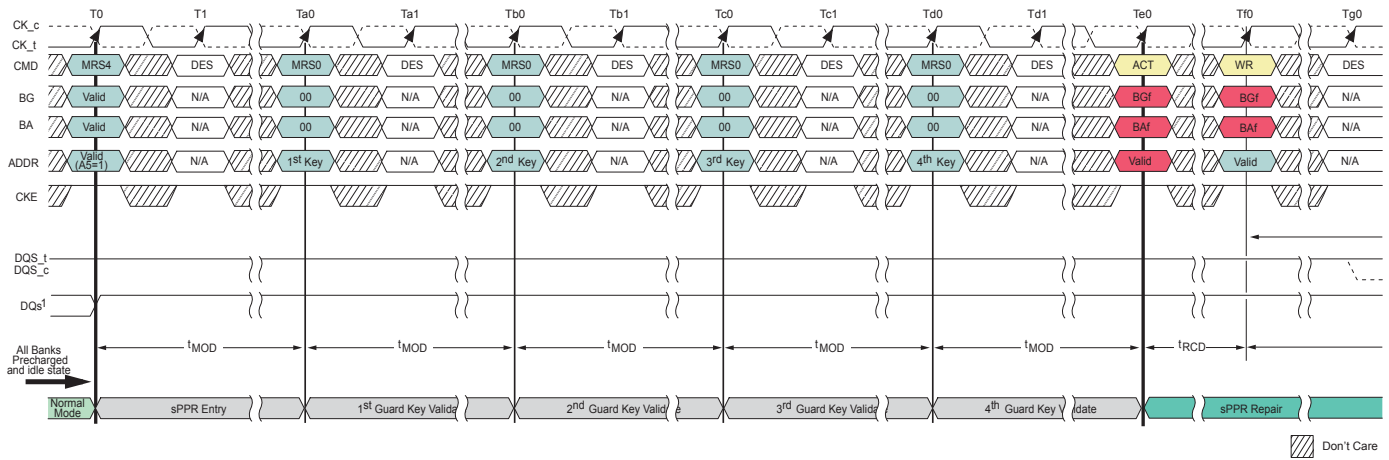 T0 T1 Ta0 Ta1 Tb0 Tb1 Tc0 Tc1 Td0 Td1 Te0 Tf0 Tg0
CK_c
CK_t
CMD MRS4 DES MRS0 DES MRS0 DES MRS0 DES MRS0 DES ACT WR DES
BG Valid N/A 00 N/A 00 N/A 00 N/A 00 N/A BGf BGf N/A
BA Valid N/A 00 N/A 00 N/A 00 N/A 00 N/A BAf BAf N/A
ADDR Valid (A5=1) N/A 1st Key N/A 2nd Key N/A 3rd Key N/A 4th Key N/A Valid Valid N/A
CKE
DQS_t
DQS_c
DQs1
tMOD tMOD tMOD tMOD tMOD tRCD
All Banks
Precharged
and idle state
Normal Mode sPPR Entry 1st Guard Key Valida 2nd Guard Key Valid e 3rd Guard Key Valida 4th Guard Key V idate sPPR Repair
Don't Care